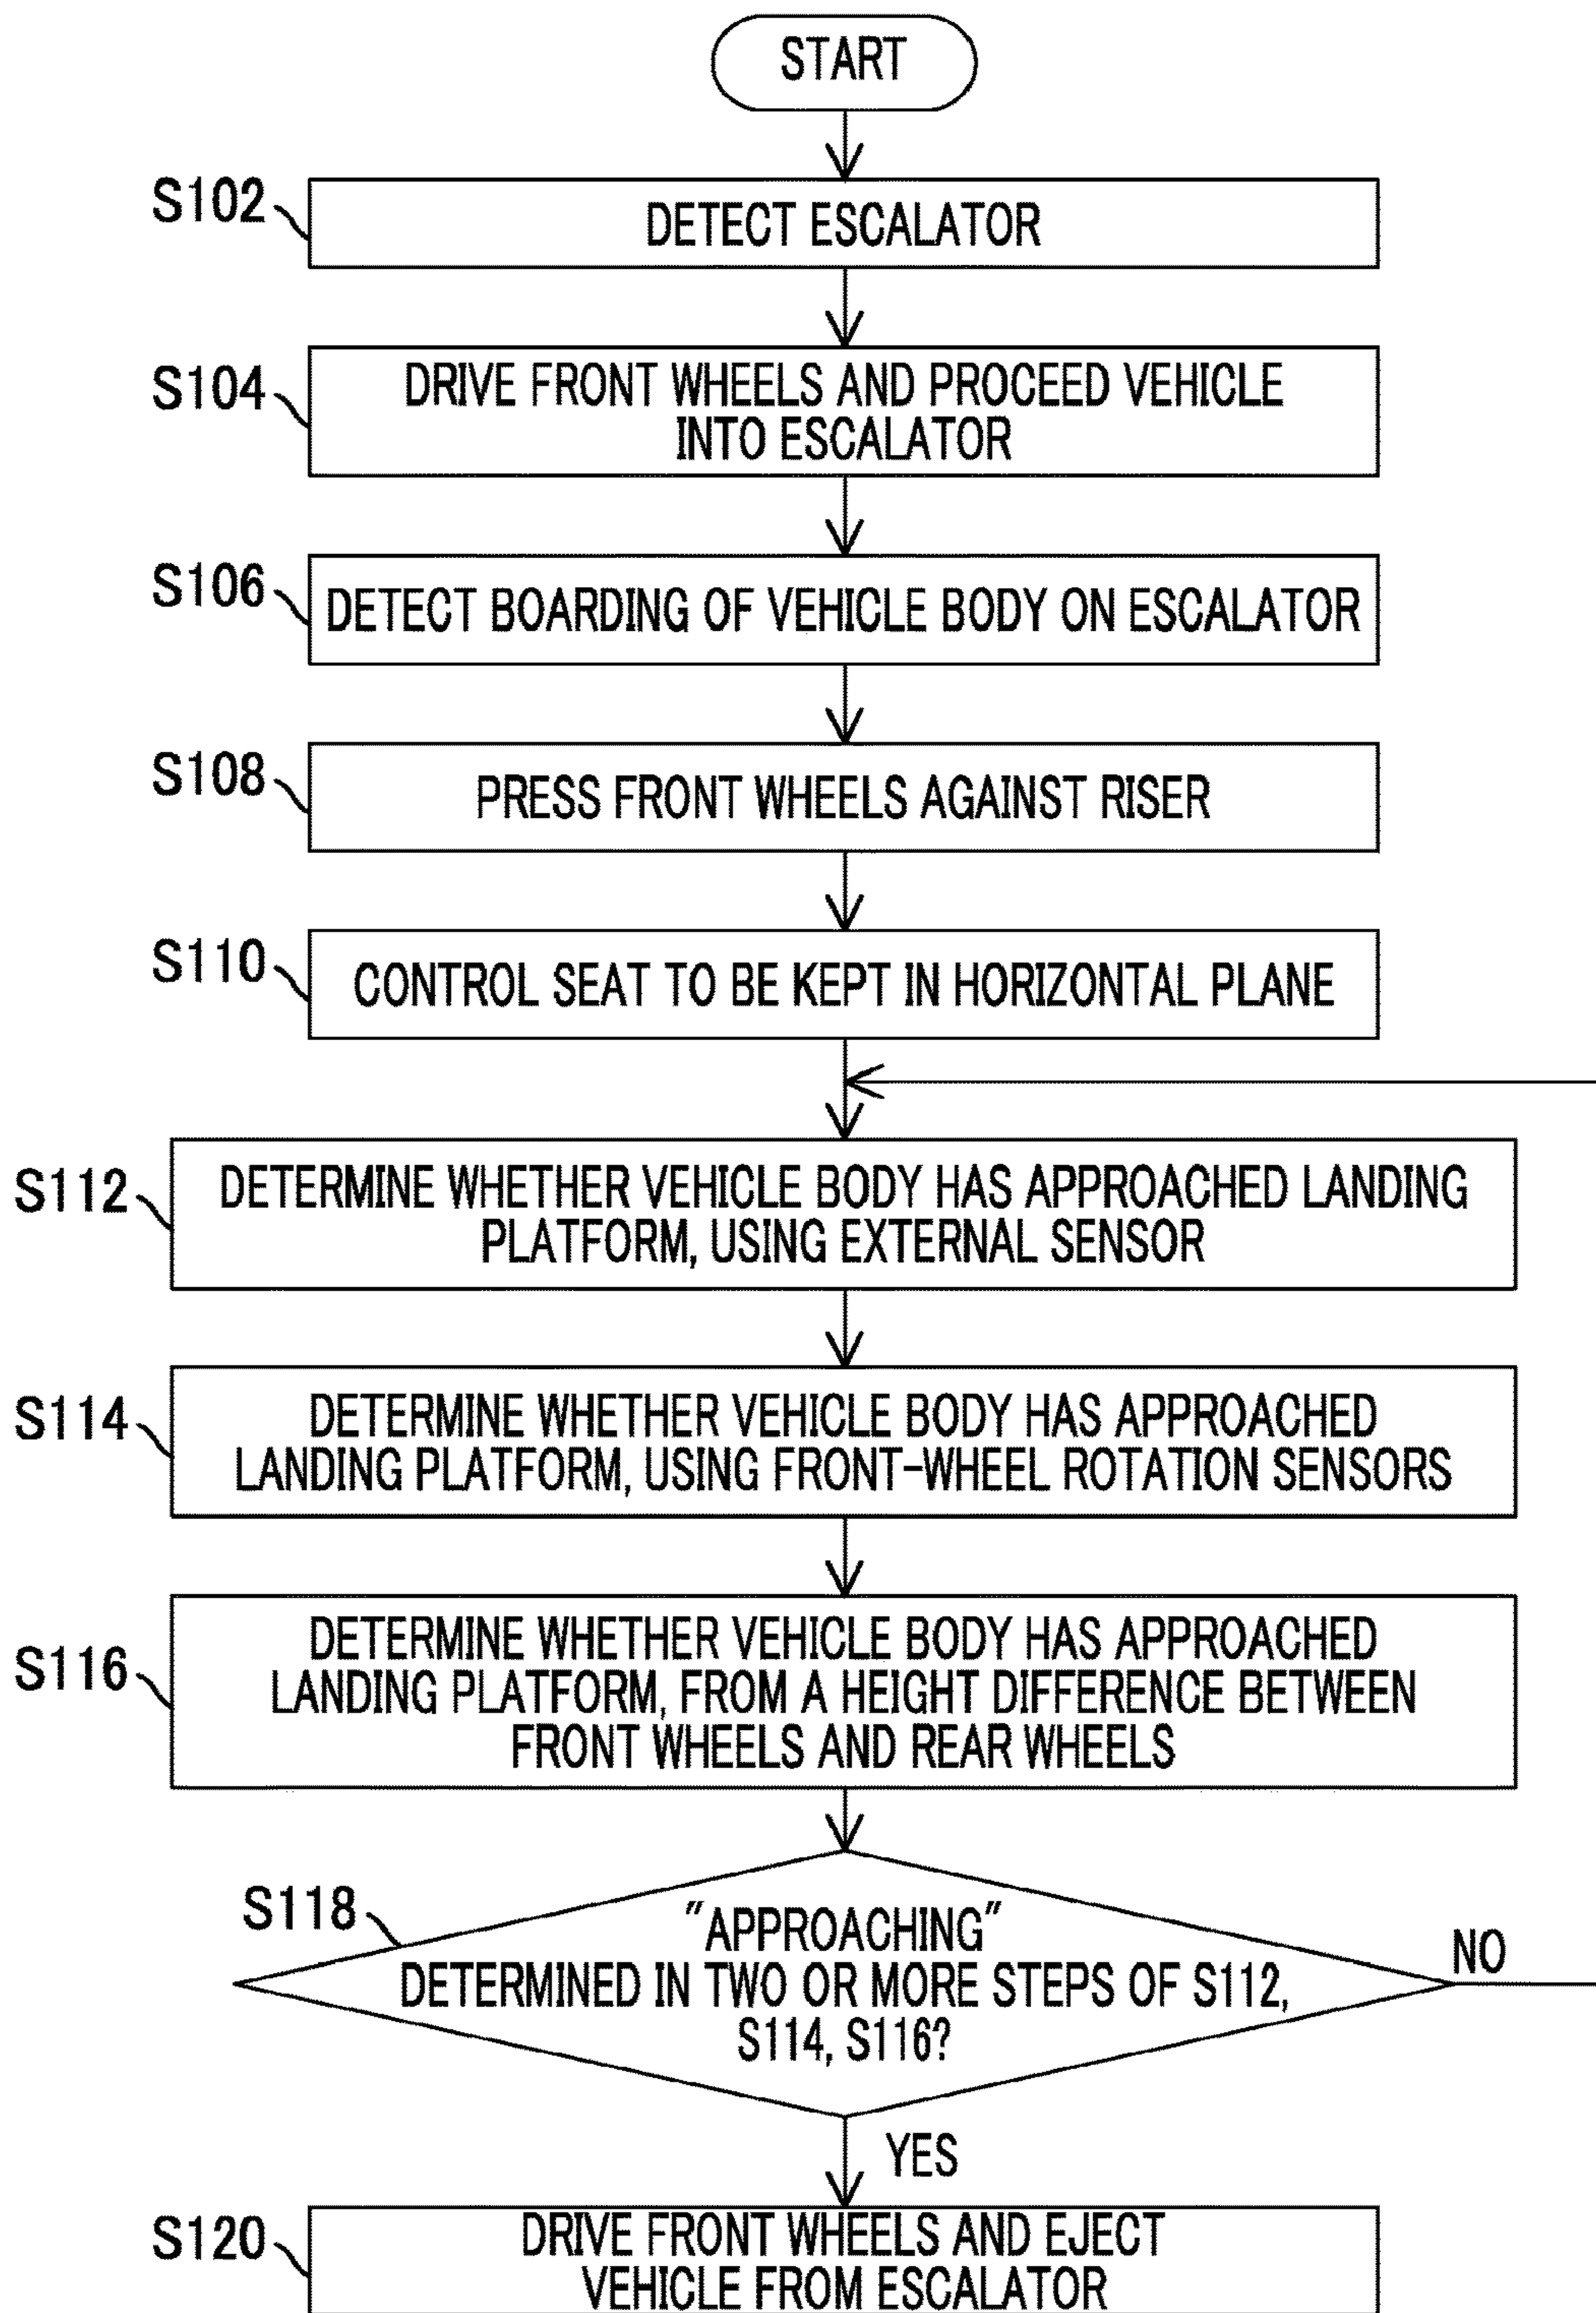 START
S102
DETECT ESCALATOR
S104
DRIVE FRONT WHEELS AND PROCEED VEHICLE
INTO ESCALATOR
S106
DETECT BOARDING OF VEHICLE BODY ON ESCALATOR
S108
PRESS FRONT WHEELS AGAINST RISER
S110
CONTROL SEAT TO BE KEPT IN HORIZONTAL PLANE
S112
DETERMINE WHETHER VEHICLE BODY HAS APPROACHED LANDING
PLATFORM, USING EXTERNAL SENSOR
S114
DETERMINE WHETHER VEHICLE BODY HAS APPROACHED
LANDING PLATFORM, USING FRONT-WHEEL ROTATION SENSORS
S116
DETERMINE WHETHER VEHICLE BODY HAS APPROACHED
LANDING PLATFORM, FROM A HEIGHT DIFFERENCE BETWEEN
FRONT WHEELS AND REAR WHEELS
S118
"APPROACHING"
DETERMINED IN TWO OR MORE STEPS OF S112,
S114, S116?
NO
YES
S120
DRIVE FRONT WHEELS AND EJECT
VEHICLE FROM ESCALATOR